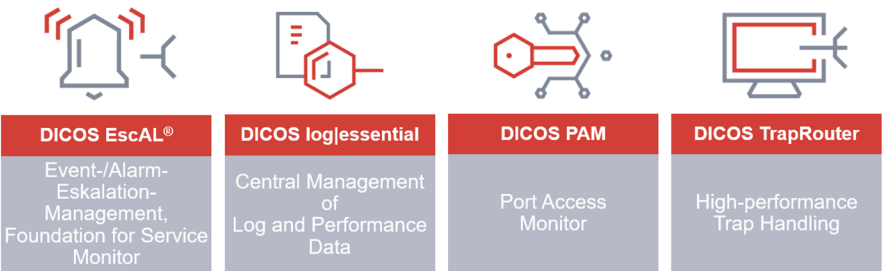 DICOS EscAL®
Event-/Alarm-
Eskalation-
Management,
Foundation for Service
Monitor
DICOS log|essential
Central Management
of
Log and Performance
Data
DICOS PAM
Port Access
Monitor
DICOS TrapRouter
High-performance
Trap Handling